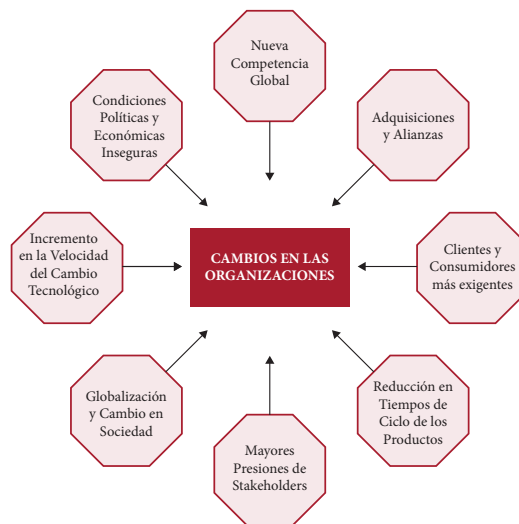 Nueva
Competencia
Global
Condiciones
Políticas y
Económicas
Inseguras
Adquisiciones
y Alianzas
Incremento
en la Velocidad
del Cambio
Tecnológico
CAMBIOS EN LAS
ORGANIZACIONES
Clientes y
Consumidores
más exigentes
Globalización
y Cambio en
Sociedad
Mayores
Presiones de
Stakeholders
Reducción en
Tiempos de
Ciclo de los
Productos